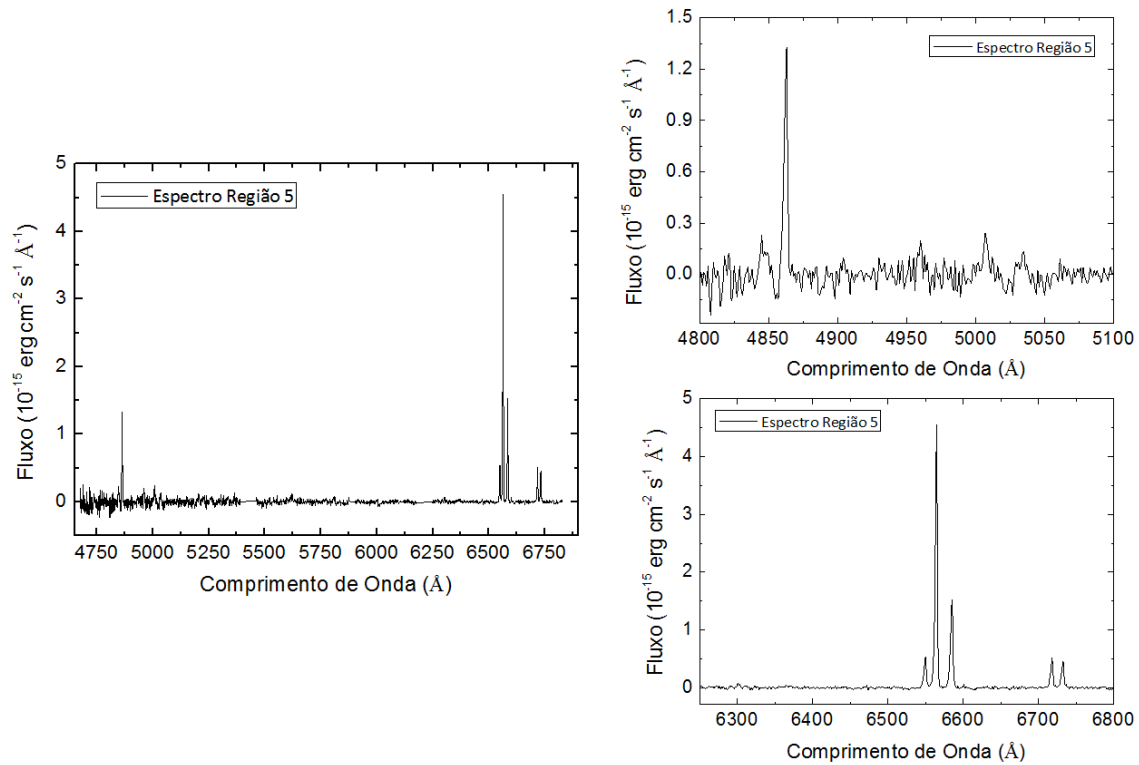 Espectro Região 5
Fluxo (10⁻¹⁵ erg cm⁻² s⁻¹ Å⁻¹)
5
4
3
2
1
0
4750 5000 5250 5500 5750 6000 6250 6500 6750
Comprimento de Onda (Å)
Espectro Região 5
Fluxo (10⁻¹⁵ erg cm⁻² s⁻¹ Å⁻¹)
1.5
1.2
0.9
0.6
0.3
0.0
4800 4850 4900 4950 5000 5050 5100
Comprimento de Onda (Å)
Espectro Região 5
Fluxo (10⁻¹⁵ erg cm⁻² s⁻¹ Å⁻¹)
5
4
3
2
1
0
6300 6400 6500 6600 6700 6800
Comprimento de Onda (Å)